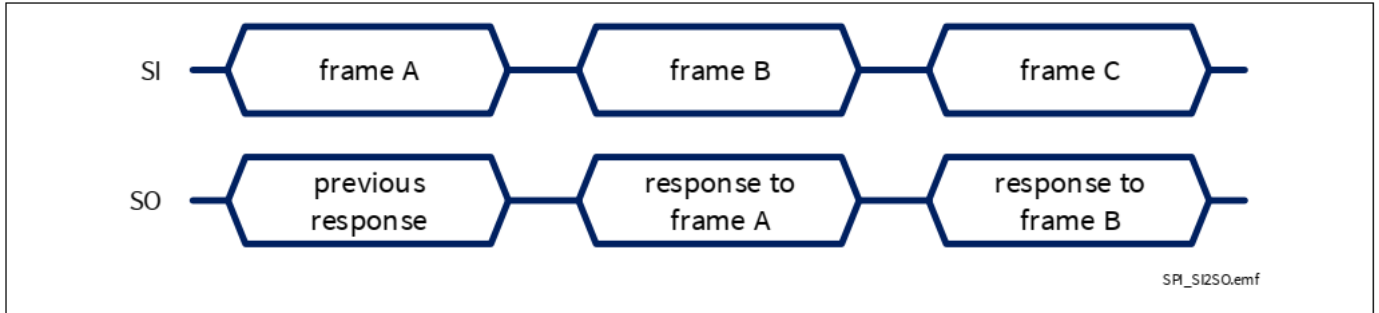 SI
frame A
frame B
frame C
SO
previous
response
response to
frame A
response to
frame B
SPI_SI2SO.emf